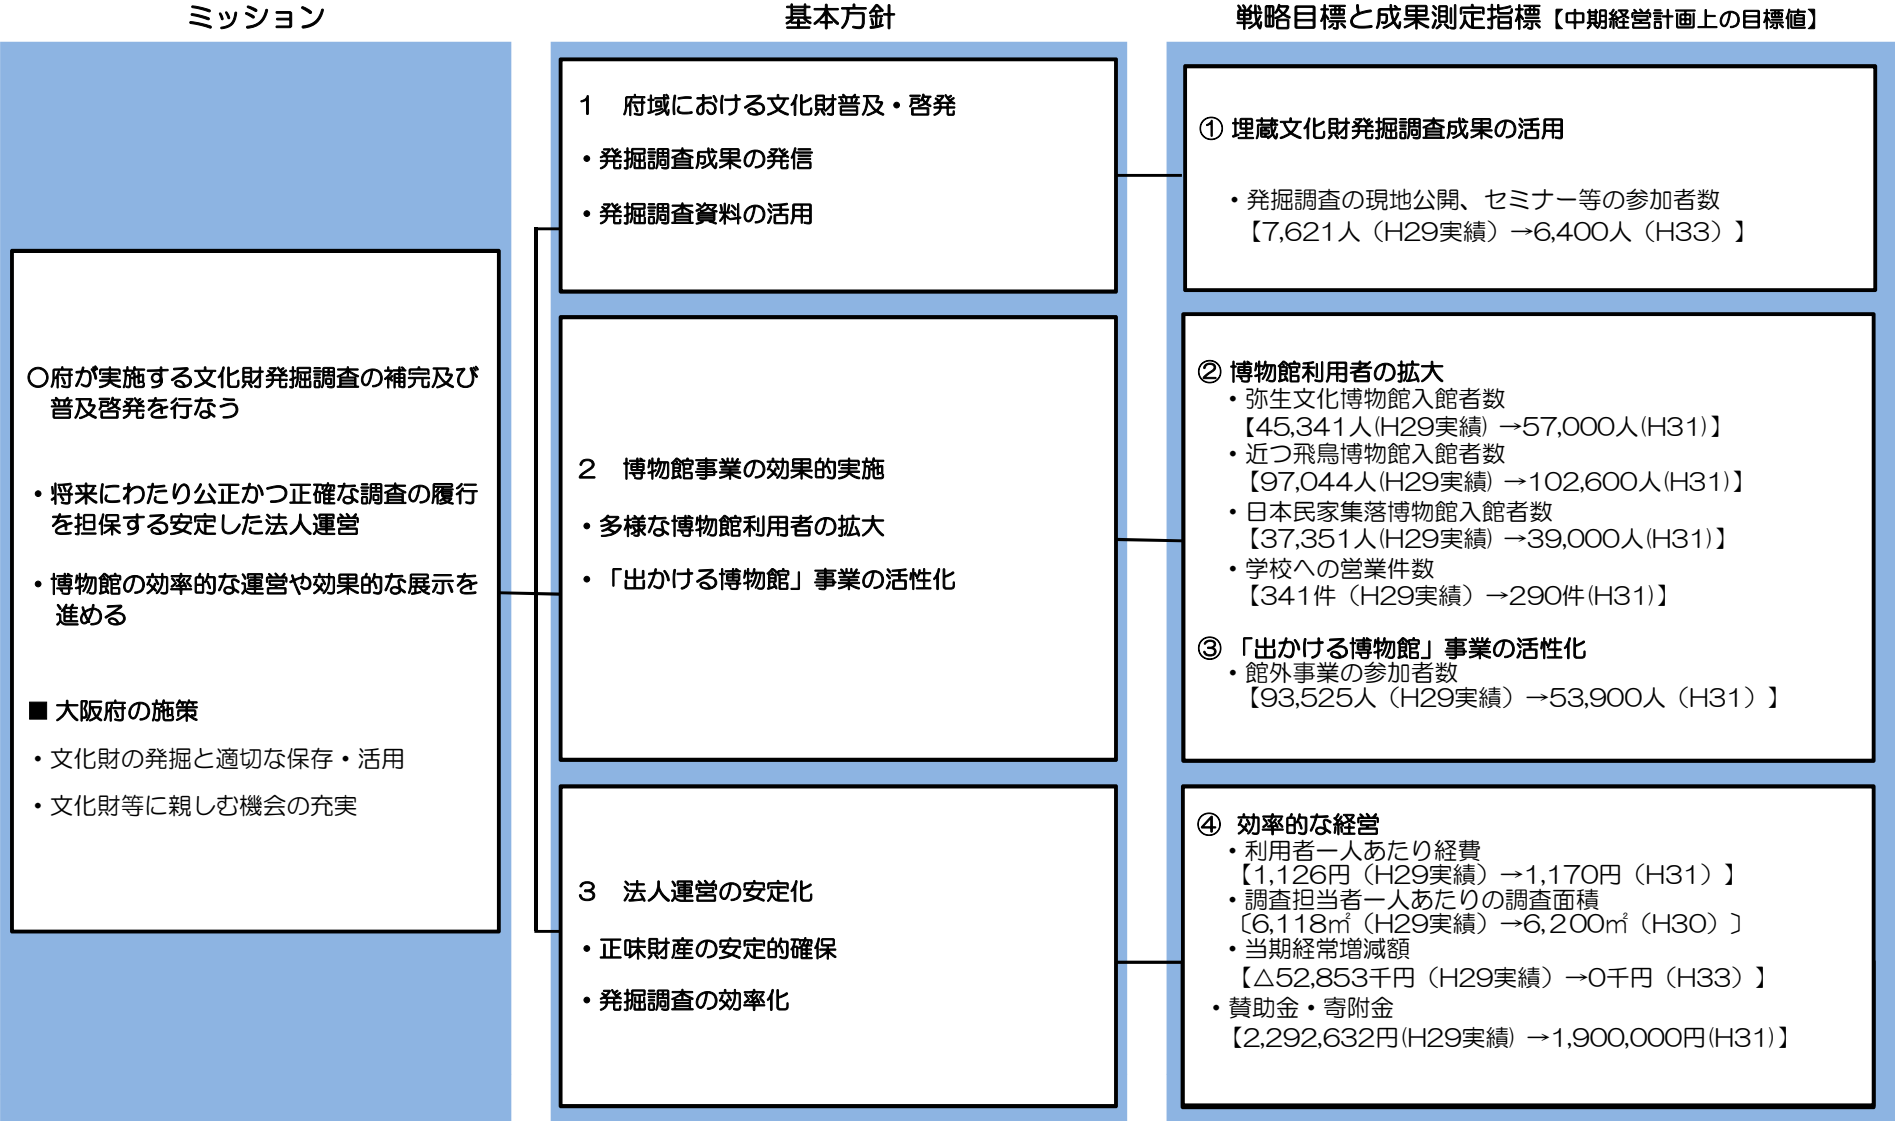 ミッション
〇府が実施する文化財発掘調査の補完及び
普及啓発を行なう
・将来にわたり公正かつ正確な調査の履行
を担保する安定した法人運営
・博物館の効率的な運営や効果的な展示を
進める
■ 大阪府の施策
・文化財の発掘と適切な保存・活用
・文化財等に親しむ機会の充実
基本方針
1 府域における文化財普及・啓発
・発掘調査成果の発信
・発掘調査資料の活用
2 博物館事業の効果的実施
・多様な博物館利用者の拡大
・「出かける博物館」事業の活性化
3 法人運営の安定化
・正味財産の安定的確保
・発掘調査の効率化
戦略目標と成果測定指標【中期経営計画上の目標値】
① 埋蔵文化財発掘調査成果の活用
・発掘調査の現地公開、セミナー等の参加者数
【7,621人（H29実績）→6,400人（H33）】
② 博物館利用者の拡大
・弥生文化博物館入館者数
【45,341人(H29実績) →57,000人(H31)】
・近つ飛鳥博物館入館者数
【97,044人(H29実績) →102,600人(H31)】
・日本民家集落博物館入館者数
【37,351人(H29実績) →39,000人(H31)】
・学校への営業件数
【341件（H29実績）→290件(H31)】
③ 「出かける博物館」事業の活性化
・館外事業の参加者数
【93,525人（H29実績）→53,900人（H31）】
④ 効率的な経営
・利用者一人あたり経費
【1,126円（H29実績）→1,170円（H31）】
・調査担当者一人あたりの調査面積
〔6,118㎡（H29実績）→6,200㎡（H30）〕
・当期経常増減額
【△52,853千円（H29実績）→0千円（H33）】
・賛助金・寄附金
【2,292,632円(H29実績) →1,900,000円(H31)】